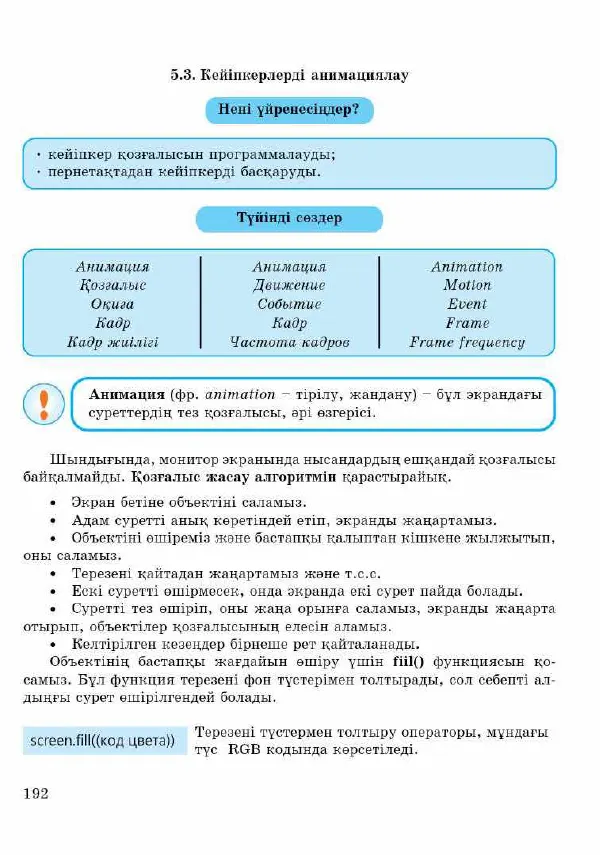 5.3. Кейіпкерлерді анимациялау
Нені үйренесіңдер?
· кейіпкер қозғалысын программалауды;
· пернетақтадан кейіпкерді басқаруды.
Түйінді сөздер
Анимация Анимация Animation
Қозғалыс Движение Motion
Оқиға Событие Event
Кадр Кадр Frame
Кадр жиілігі Частота кадров Frame frequency
Анимация (фр. animation – тірілу, жандану) – бұл экрандағы
суреттердің тез қозғалысы, әрі өзгерісі.
Шындығында, монитор экранында нысандардың ешқандай қозғалысы
байқалмайды. Қозғалыс жасау алгоритмін қарастырайық.
• Экран бетіне объектіні саламыз.
• Адам суретті анық көретіндей етіп, экранды жаңартамыз.
• Объектіні өшіреміз және бастапқы қалыптан кішкене жылжытып,
оны саламыз.
• Терезені қайтадан жаңартамыз және т.с.с.
• Ескі суретті өшірмесек, онда экранда екі сурет пайда болады.
• Суретті тез өшіріп, оны жаңа орынға саламыз, экранды жаңарта
отырып, объектілер қозғалысының елесін аламыз.
• Келтірілген кезеңдер бірнеше рет қайталанады.
Объектінің бастапқы жағдайын өшіру үшін fiil() функциясын қо-
самыз. Бұл функция терезені фон түстерімен толтырады, сол себепті ал-
дыңғы сурет өшірілгендей болады.
screen.fill((код цвета))
Терезені түстермен толтыру операторы, мұндағы
түс RGB кодында көрсетіледі.
192